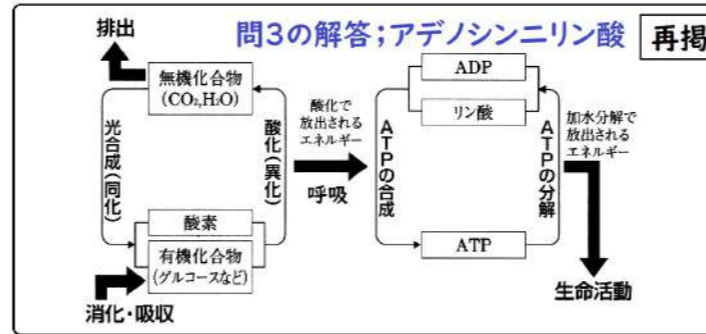 問3の解答;アデノシンニリン酸
再掲
排出
無機化合物
(CO₂,H₂O)
光合成(同化)
酸化(異化)
酸素
有機化合物
(グルコースなど)
消化・吸収
酸化で
放出される
エネルギー
呼吸
ADP
リン酸
ATPの合成
ATPの分解
ATP
加水分解で
放出される
エネルギー
生命活動